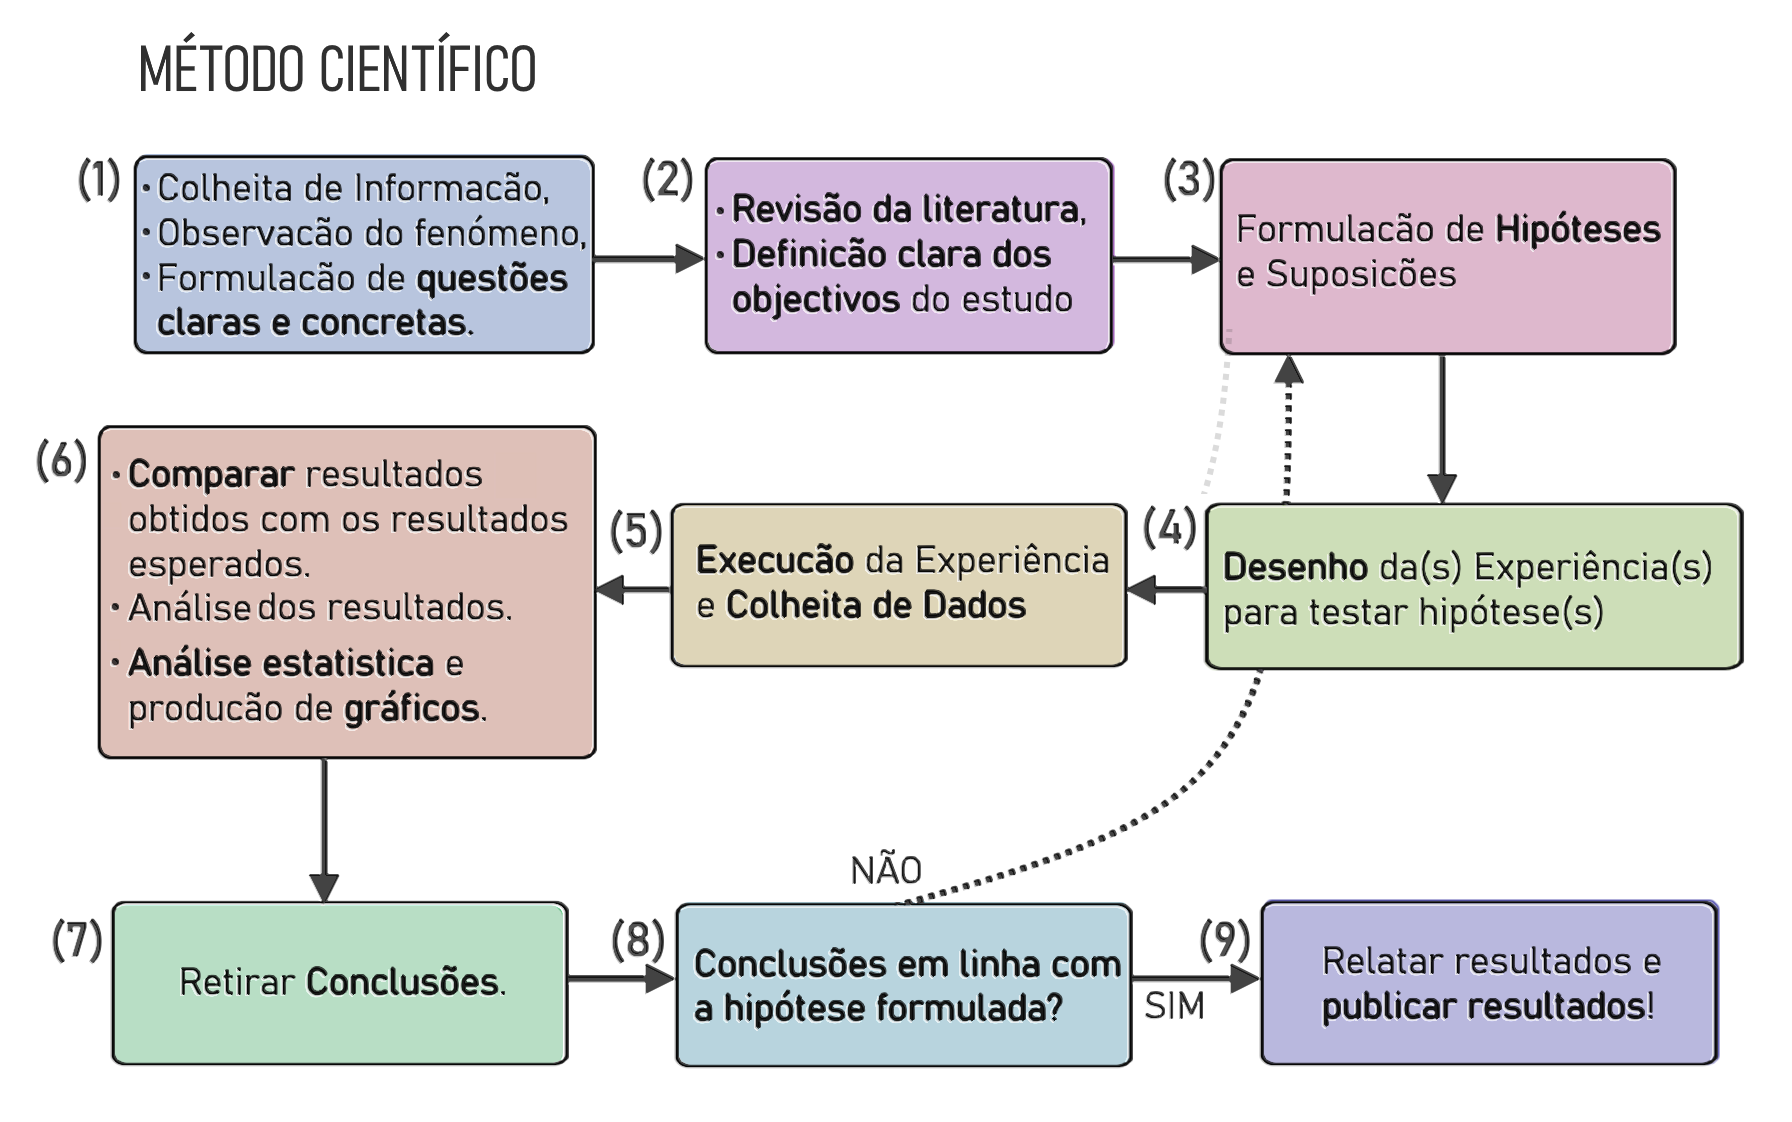 MÉTODO CIENTÍFICO
(1)
· Colheita de Informacão,
· Observacão do fenómeno,
· Formulacão de questões
claras e concretas.
(2)
· Revisão da literatura,
· Definicão clara dos
objectivos do estudo
(3)
Formulacão de Hipóteses
e Suposicões
(4)
Desenho da(s) Experiência(s)
para testar hipótese(s)
(5)
Execucão da Experiência
e Colheita de Dados
(6)
· Comparar resultados
obtidos com os resultados
esperados.
· Análise dos resultados.
· Análise estatistica e
producão de gráficos.
(7)
Retirar Conclusões.
(8)
Conclusões em linha com
a hipótese formulada?
NÃO
SIM
(9)
Relatar resultados e
publicar resultados!